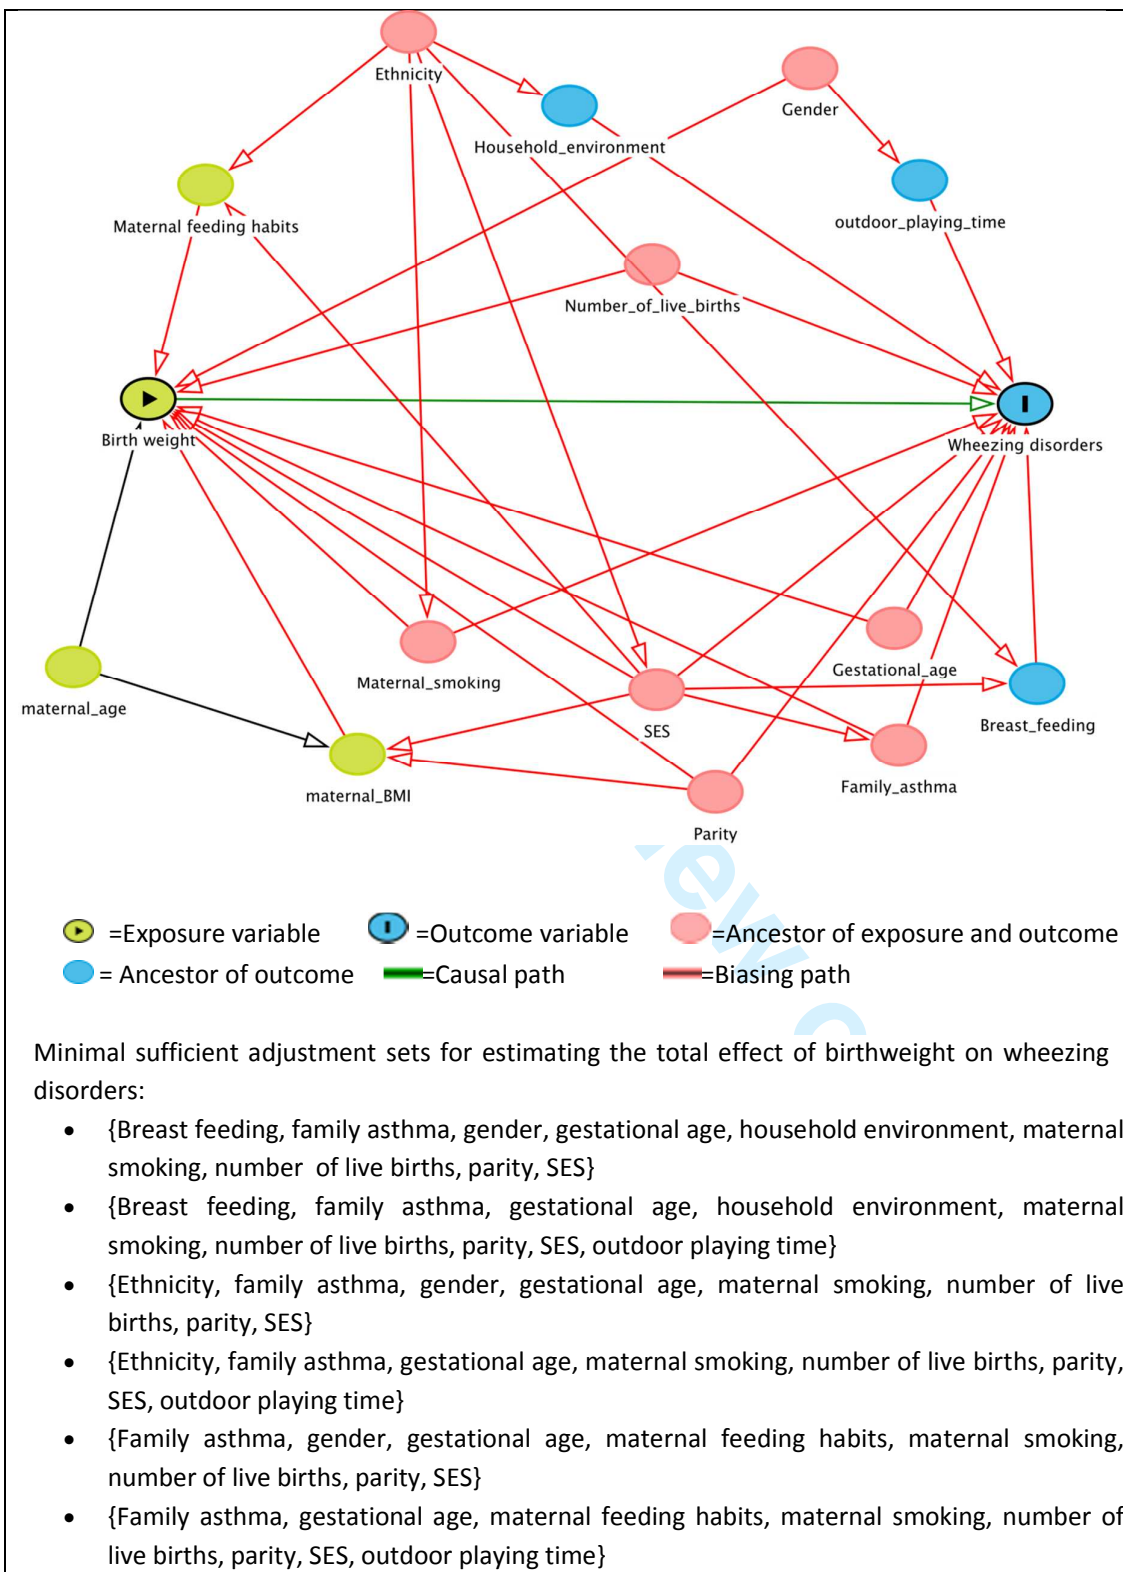 Ethnicity
Gender
Household_environment
Maternal feeding habits
outdoor_playing_time
Number_of_live_births
Birth weight
Wheezing disorders
Maternal_smoking
Gestational_age
maternal_age
SES
Breast_feeding
maternal_BMI
Family_asthma
Parity
=Exposure variable =Outcome variable =Ancestor of exposure and outcome
= Ancestor of outcome =Causal path =Biasing path
Minimal sufficient adjustment sets for estimating the total effect of birthweight on wheezing
disorders:
• {Breast feeding, family asthma, gender, gestational age, household environment, maternal
smoking, number of live births, parity, SES}
• {Breast feeding, family asthma, gestational age, household environment, maternal
smoking, number of live births, parity, SES, outdoor playing time}
• {Ethnicity, family asthma, gender, gestational age, maternal smoking, number of live
births, parity, SES}
• {Ethnicity, family asthma, gestational age, maternal smoking, number of live births, parity,
SES, outdoor playing time}
• {Family asthma, gender, gestational age, maternal feeding habits, maternal smoking,
number of live births, parity, SES}
• {Family asthma, gestational age, maternal feeding habits, maternal smoking, number of
live births, parity, SES, outdoor playing time}